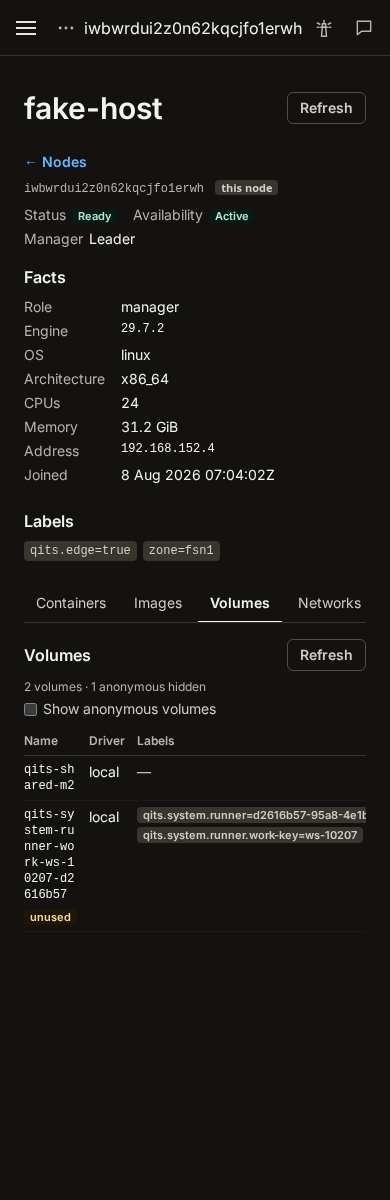 ··· iwbwrdui2z0n62kqcjfo1erwh
fake-host
Refresh
← Nodes
iwbwrdui2z0n62kqcjfo1erwh this node
Status Ready Availability Active
Manager Leader
Facts
Role manager
Engine 29.7.2
OS linux
Architecture x86_64
CPUs 24
Memory 31.2 GiB
Address 192.168.152.4
Joined 8 Aug 2026 07:04:02Z
Labels
qits.edge=true zone=fsn1
Containers Images Volumes Networks
Volumes
Refresh
2 volumes · 1 anonymous hidden
Show anonymous volumes
Name Driver Labels
qits-sh
ared-m2
local
—
qits-sy
stem-ru
nner-wo
rk-ws-1
0207-d2
616b57
unused
local
qits.system.runner=d2616b57-95a8-4e1b
qits.system.runner.work-key=ws-10207